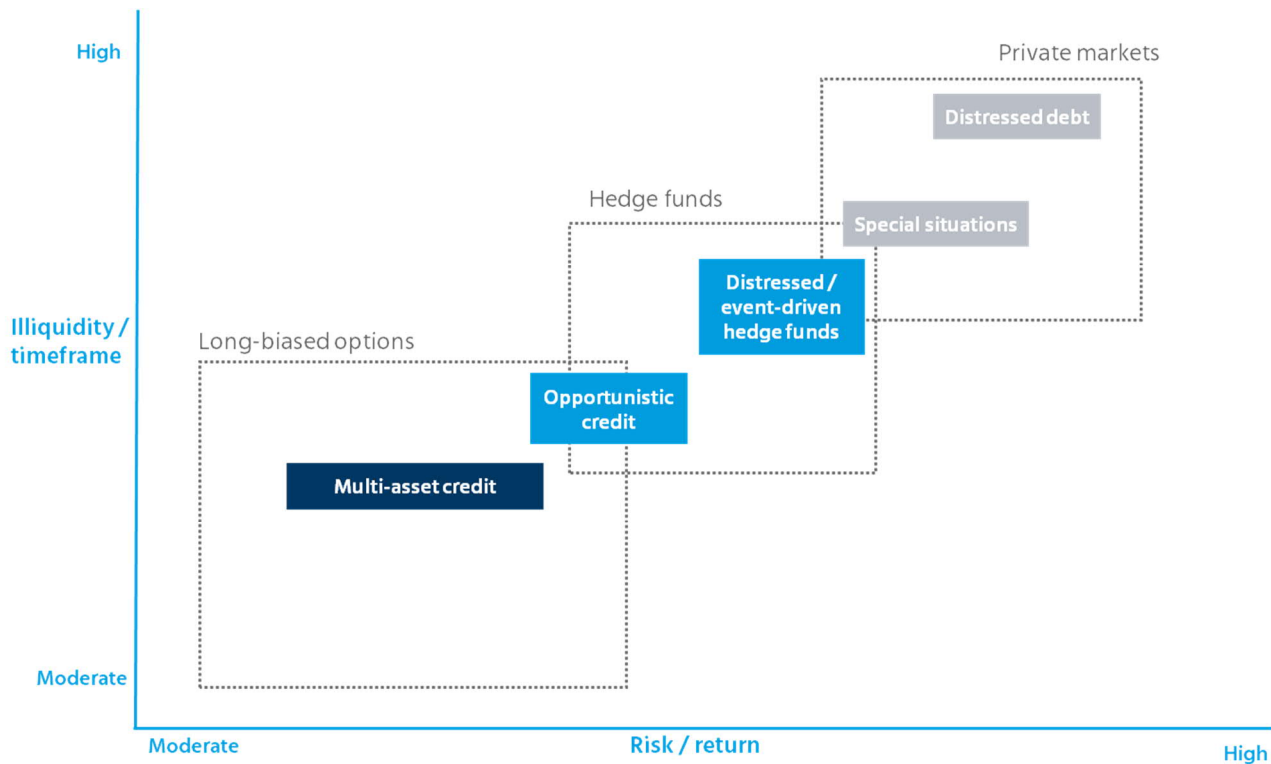 High
Private markets
Distressed debt
Hedge funds
Special situations
Distressed /
event-driven
hedge funds
Illiquidity /
timeframe
Long-biased options
Opportunistic
credit
Multi-asset credit
Moderate
Moderate
Risk / return
High